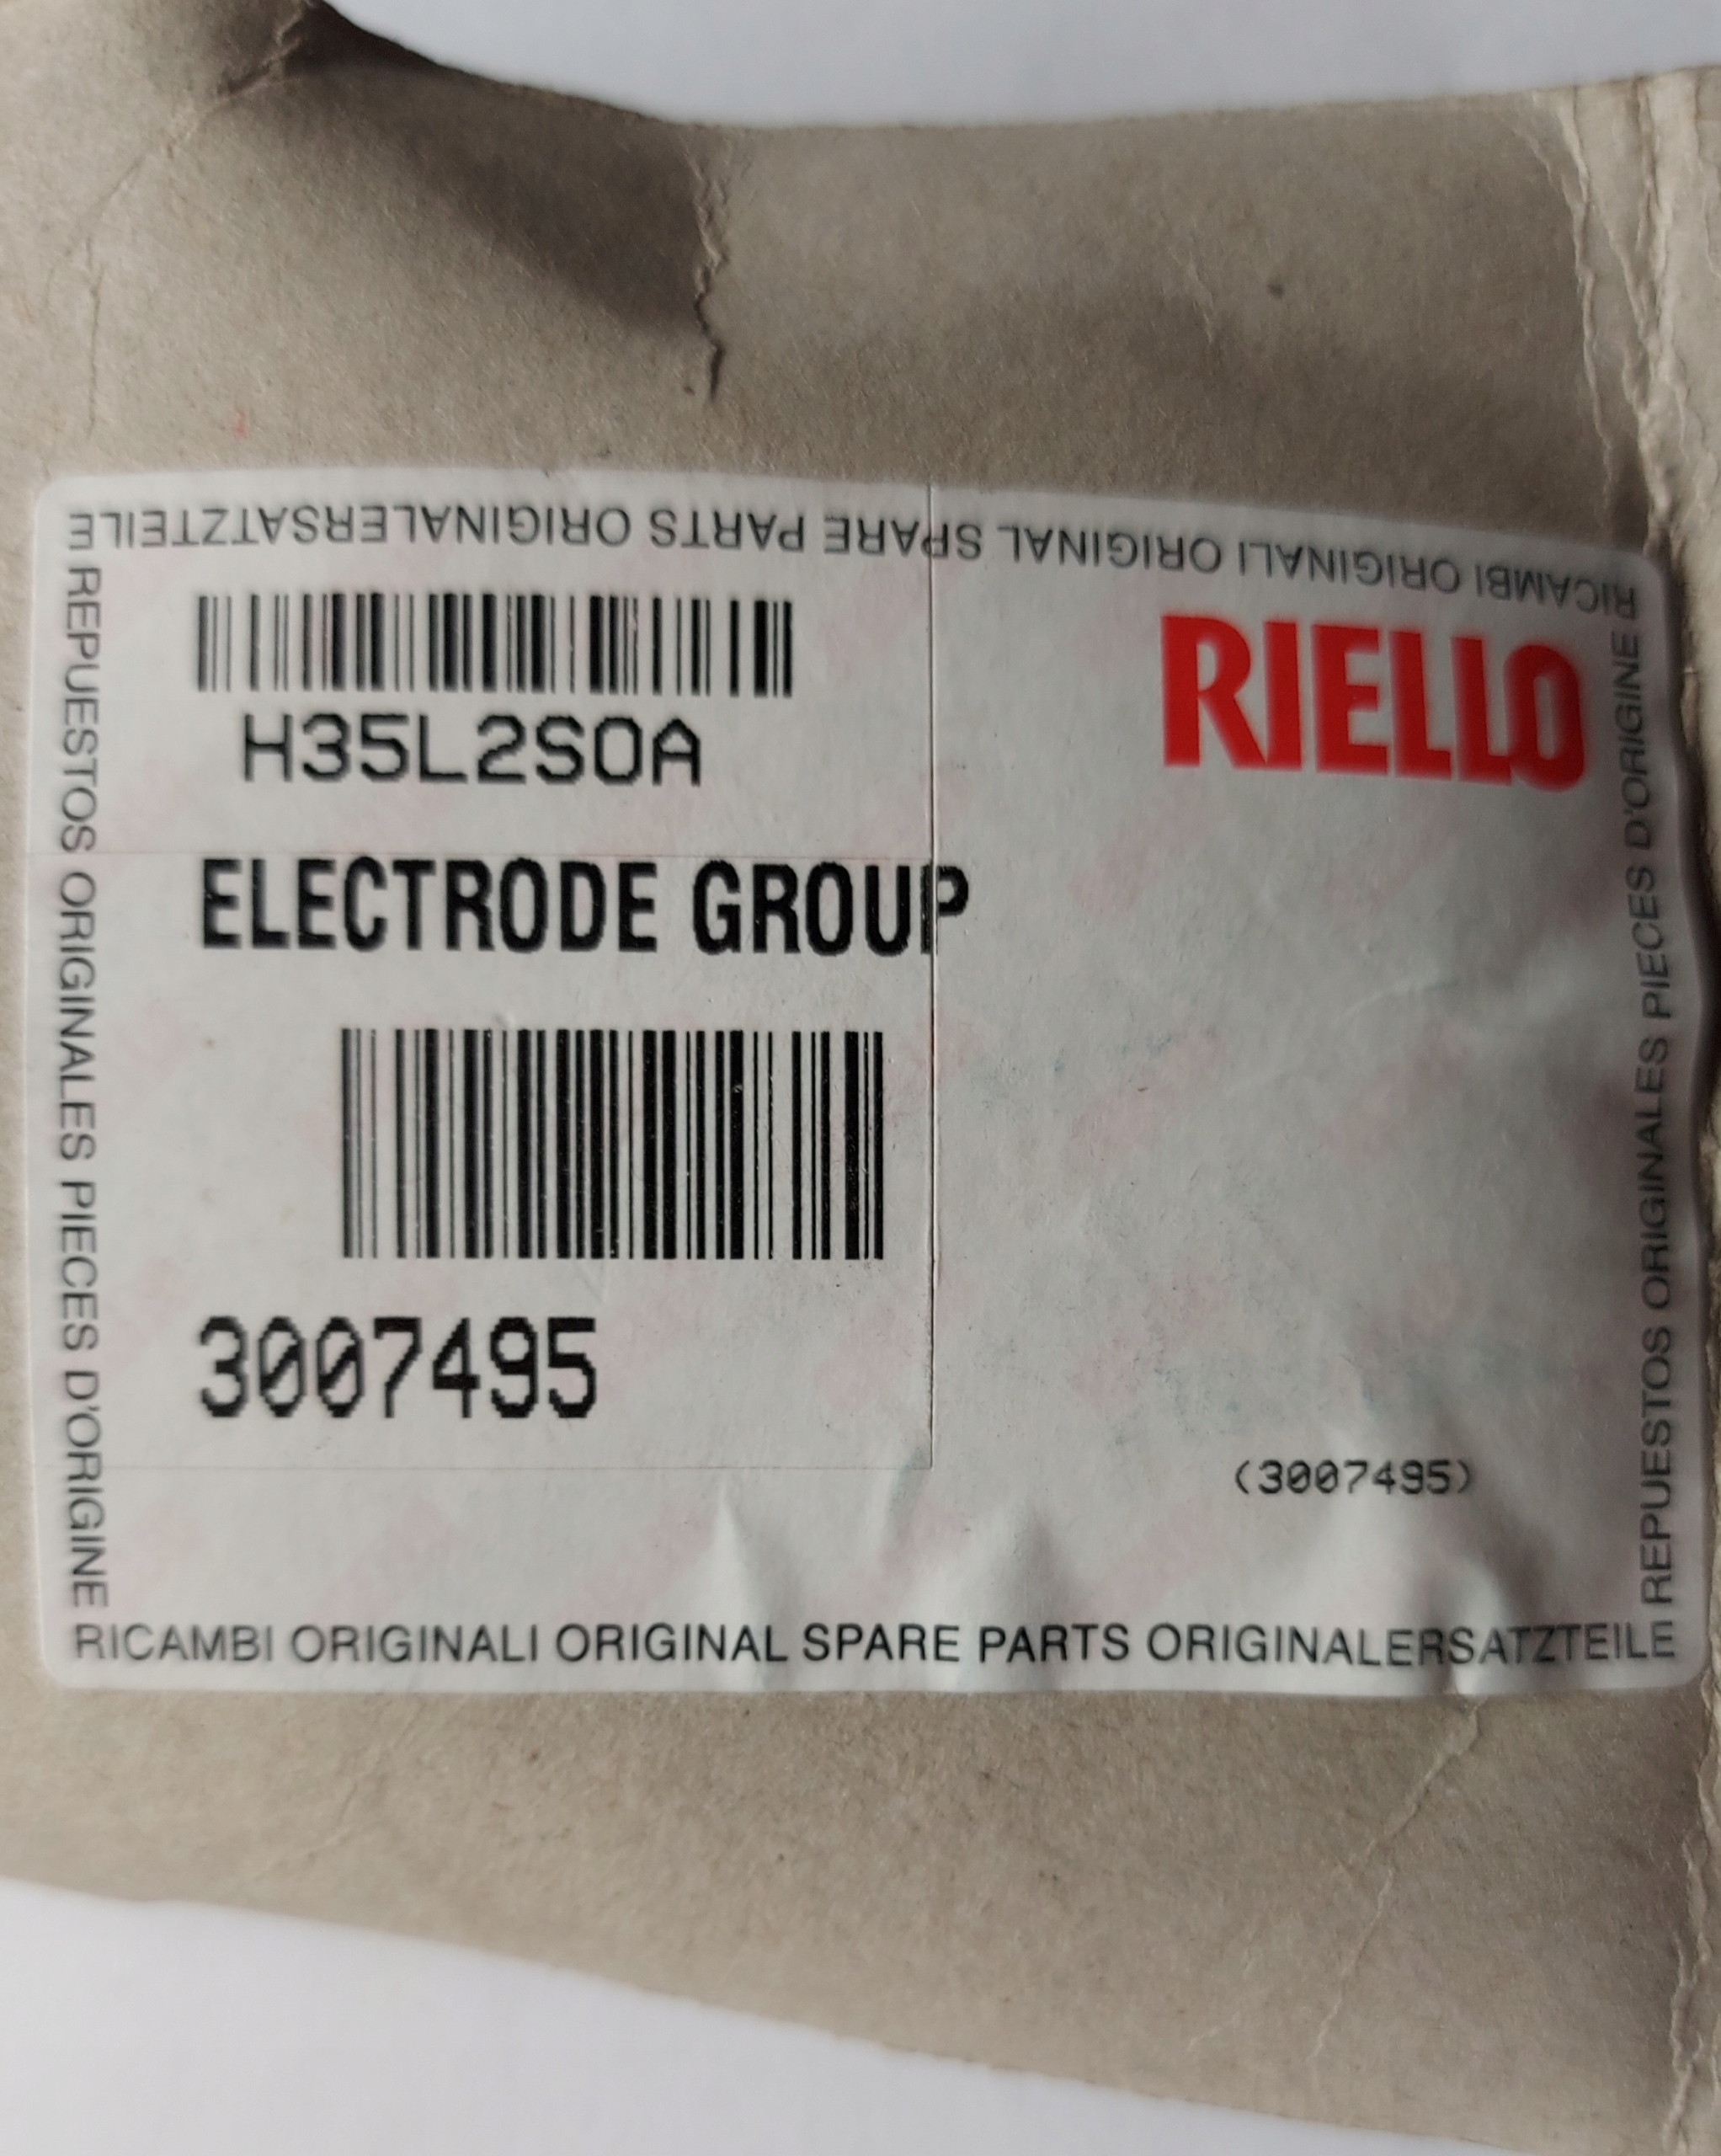 RICAMBI ORIGINALI ORIGINAL SPARE PARTS ORIGINALERSATZTEILE
REPUESTOS ORIGINALES PIECES D'ORIGINE
RIELLO
H35L2SOA
ELECTRODE GROUP
3007495
(3007495)
REPUESTOS ORIGINALES PIECES D'ORIGINE
RICAMBI ORIGINALI ORIGINAL SPARE PARTS ORIGINALERSATZTEILE